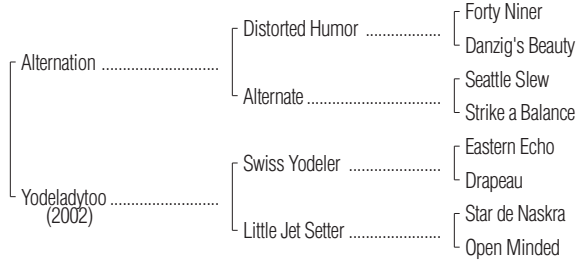 Forty Niner
Distorted Humor ..................
Danzig's Beauty
Alternation ............................
Seattle Slew
Alternate ................................
Strike a Balance
Eastern Echo
Swiss Yodeler ......................
Drapeau
Yodeladytoo ..........................
(2002)
Star de Naskra
Little Jet Setter ......................
Open Minded